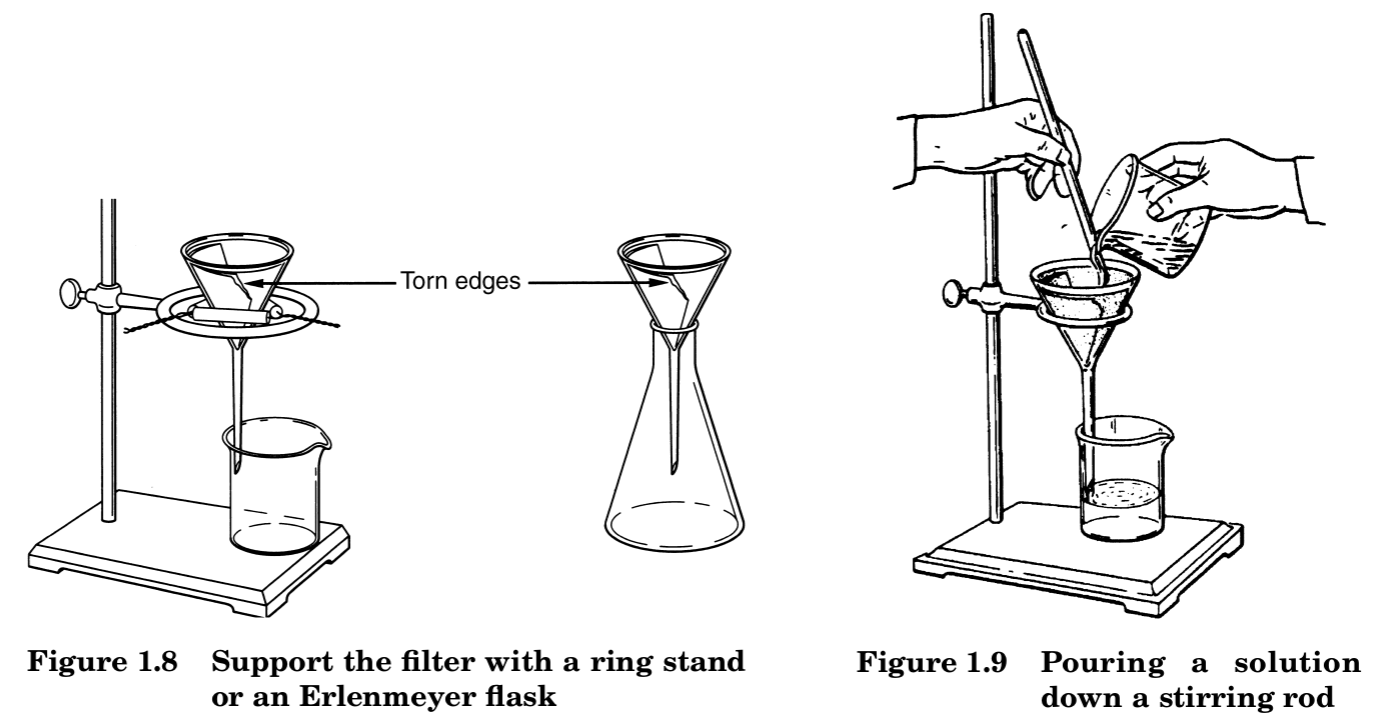 Torn edges
Figure 1.8 Support the filter with a ring stand
or an Erlenmeyer flask
Figure 1.9 Pouring a solution
down a stirring rod